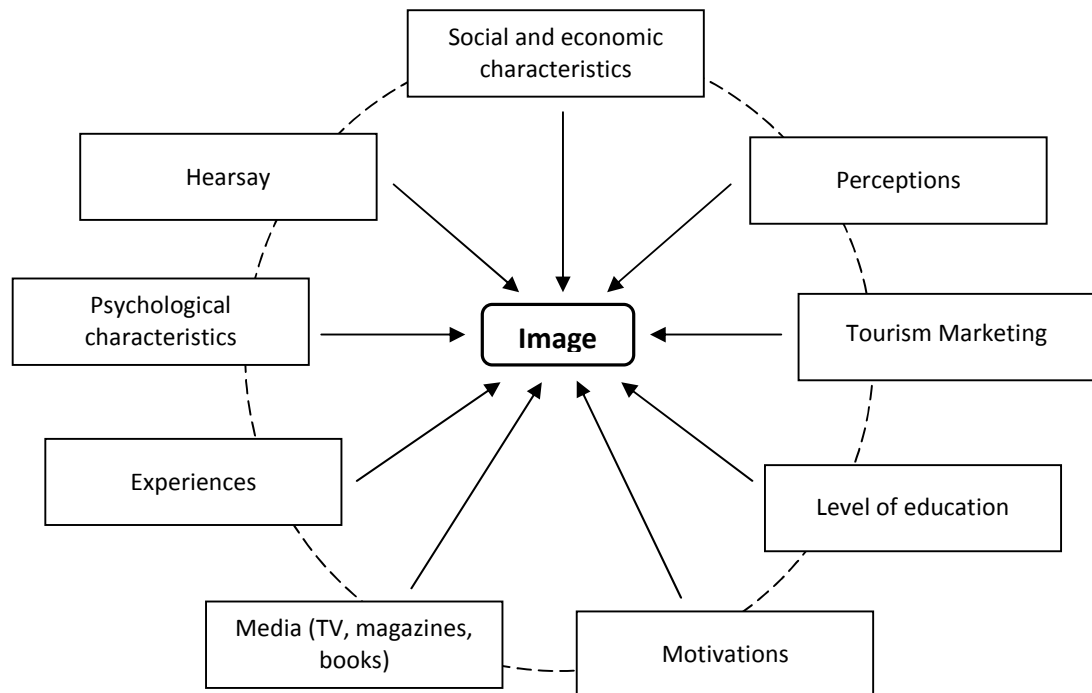 Social and economic
characteristics
Hearsay
Perceptions
Psychological
characteristics
Image
Tourism Marketing
Experiences
Level of education
Media (TV, magazines,
books)
Motivations